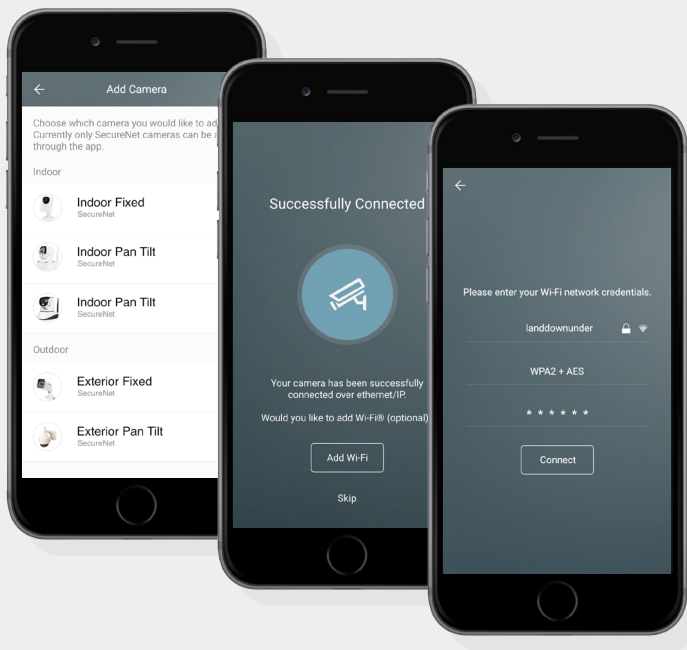 Add Camera
Choose which camera you would like to ad
Currently only SecureNet cameras can be a
through the app.
Indoor
Indoor Fixed
SecureNet
Indoor Pan Tilt
SecureNet
Indoor Pan Tilt
SecureNet
Outdoor
Exterior Fixed
SecureNet
Exterior Pan Tilt
SecureNet
Successfully Connected
Your camera has been successfully
connected over ethernet/IP.
Would you like to add Wi-Fi® (optional)
Add Wi-Fi
Skip
Please enter your Wi-Fi network credentials.
landdownunder
WPA2 + AES
* * * * * *
Connect